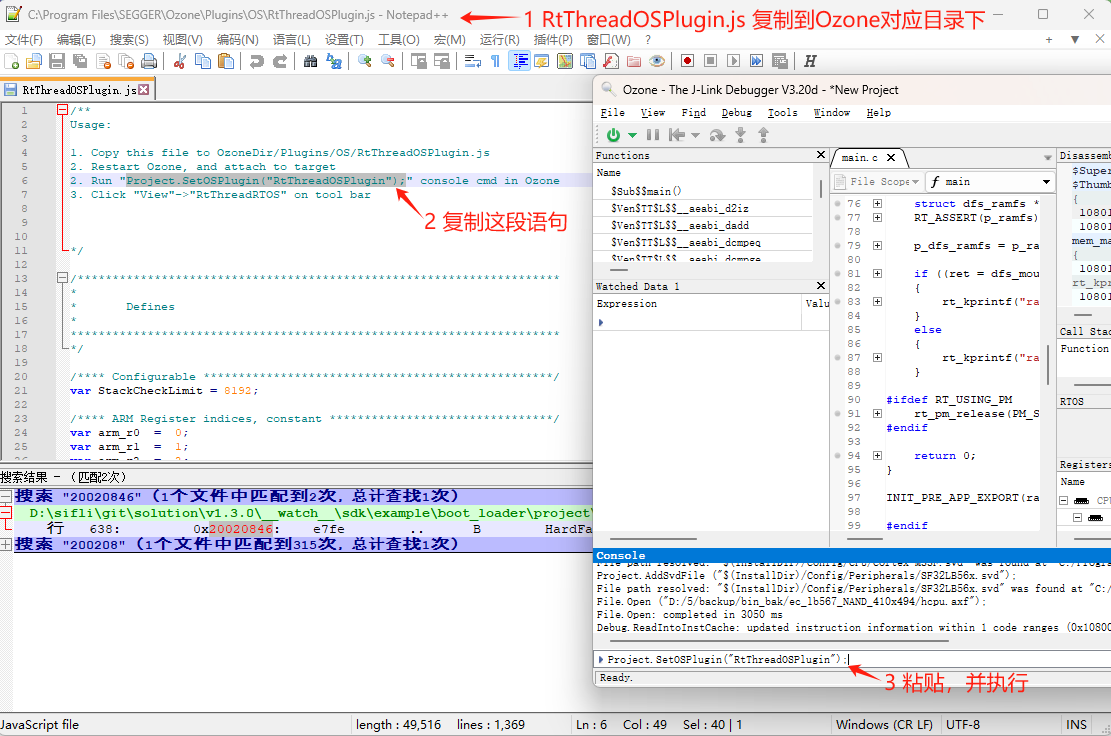 C:\Program Files\SEGGER\Ozone\Plugins\OS\RtThreadOSPlugin.js - Notepad++
1 RtThreadOSPlugin.js 复制到Ozone对应目录下
文件(F) 编辑(E) 搜索(S) 视图(V) 编码(N) 语言(L) 设置(T) 工具(O) 宏(M) 运行(R) 插件(P) 窗口(W) ?
RtThreadOSPlugin.js
1 /**
2 Usage:
3
4 1. Copy this file to OzoneDir/Plugins/OS/RtThreadOSPlugin.js
5 2. Restart Ozone, and attach to target
6 2. Run "Project.SetOSPlugin("RtThreadOSPlugin");" console cmd in Ozone
7 3. Click "View"->"RtThreadRTOS" on tool bar
8
9
10
11 */
12
13 /*******************************************************************
14 *
15 * Defines
16 *
17 *******************************************************************
18 */
19
20 /**** Configurable **************************************************/
21 var StackCheckLimit = 8192;
22
23 /**** ARM Register indices, constant ********************************/
24 var arm_r0 = 0;
25 var arm_r1 = 1;
2 复制这段语句
搜索结果 - (匹配2次)
搜索 "20020846" (1个文件中匹配到2次, 总计查找1次)
D:\sifli\git\solution\v1.3.0\__watch__\sdk\example\boot_loader\project\
行 638: 0x20020846: e7fe .. B HardFa
搜索 "200208" (1个文件中匹配到315次, 总计查找1次)
Ozone - The J-Link Debugger V3.20d - *New Project
File View Find Debug Tools Window Help
Functions
Name
$Sub$$main()
$Ven$TT$L$$__aeabi_d2iz
$Ven$TT$L$$__aeabi_dadd
$Ven$TT$L$$__aeabi_dcmpeq
$Ven$TT$L$$__aeabi_dcmpge
Watched Data 1
Expression Valu
main.c
File Scope
main
76 struct dfs_ramfs *
77 RT_ASSERT(p_ramfs)
78
79 p_dfs_ramfs = p_ra
80
81 if ((ret = dfs_mou
82 {
83 rt_kprintf("ra
84 }
85 else
86 {
87 rt_kprintf("ra
88 }
89
90 #ifdef RT_USING_PM
91 rt_pm_release(PM_S
92 #endif
93
94 return 0;
95 }
96
97 INIT_PRE_APP_EXPORT(ra
98
99 #endif
Disassemb
$Super
$Thumb
{
10801
1080
mem_ma
{
10801
rt_kpr
10801
Call Stac
Function
RTOS
Registers
Name
CPU
Console
File path resolved: "$(InstallDir)/Config/CPU/Cortex-M33F.svd" was found at "C:/Progra
Project.AddSvdFile ("$(InstallDir)/Config/Peripherals/SF32LB56x.svd");
File path resolved: "$(InstallDir)/Config/Peripherals/SF32LB56x.svd" was found at "C:/
File.Open ("D:/5/backup/bin_bak/ec_lb567_NAND_410x494/hcpu.axf");
File.Open: completed in 3050 ms
Debug.ReadIntoInstCache: updated instruction information within 1 code ranges (0x10800
Project.SetOSPlugin("RtThreadOSPlugin");
Ready.
3 粘贴，并执行
JavaScript file length : 49,516 lines : 1,369 Ln : 6 Col : 49 Sel : 40 | 1 Windows (CR LF) UTF-8 INS